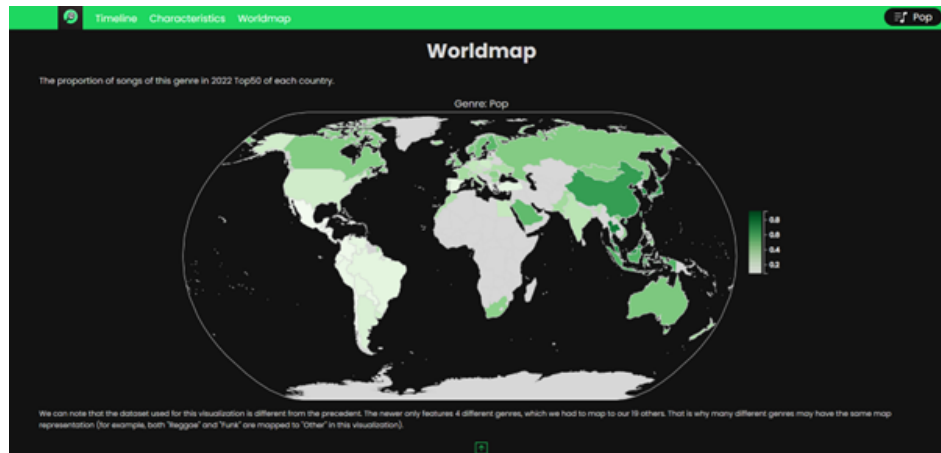 Timeline Characteristics Worldmap
Pop
Worldmap
The proportion of songs of this genre in 2022 Top50 of each country.
Genre: Pop
0.8
0.6
0.4
0.2
We can note that the dataset used for this visualization is different from the precedent. The newer only features 4 different genres, which we had to map to our 19 others. That is why many different genres may have the same map
representation (for example, both "Reggae" and "Funk" are mapped to "Other" in this visualization).